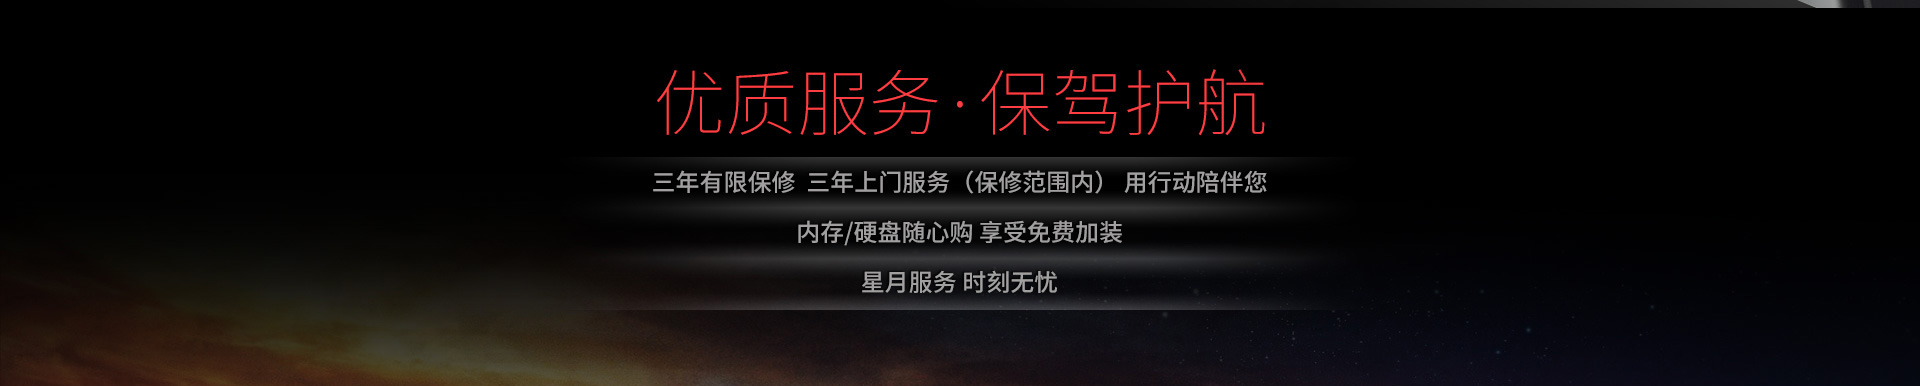 优质服务·保驾护航
三年有限保修 三年上门服务（保修范围内） 用行动陪伴您
内存/硬盘随心购 享受免费加装
星月服务 时刻无忧